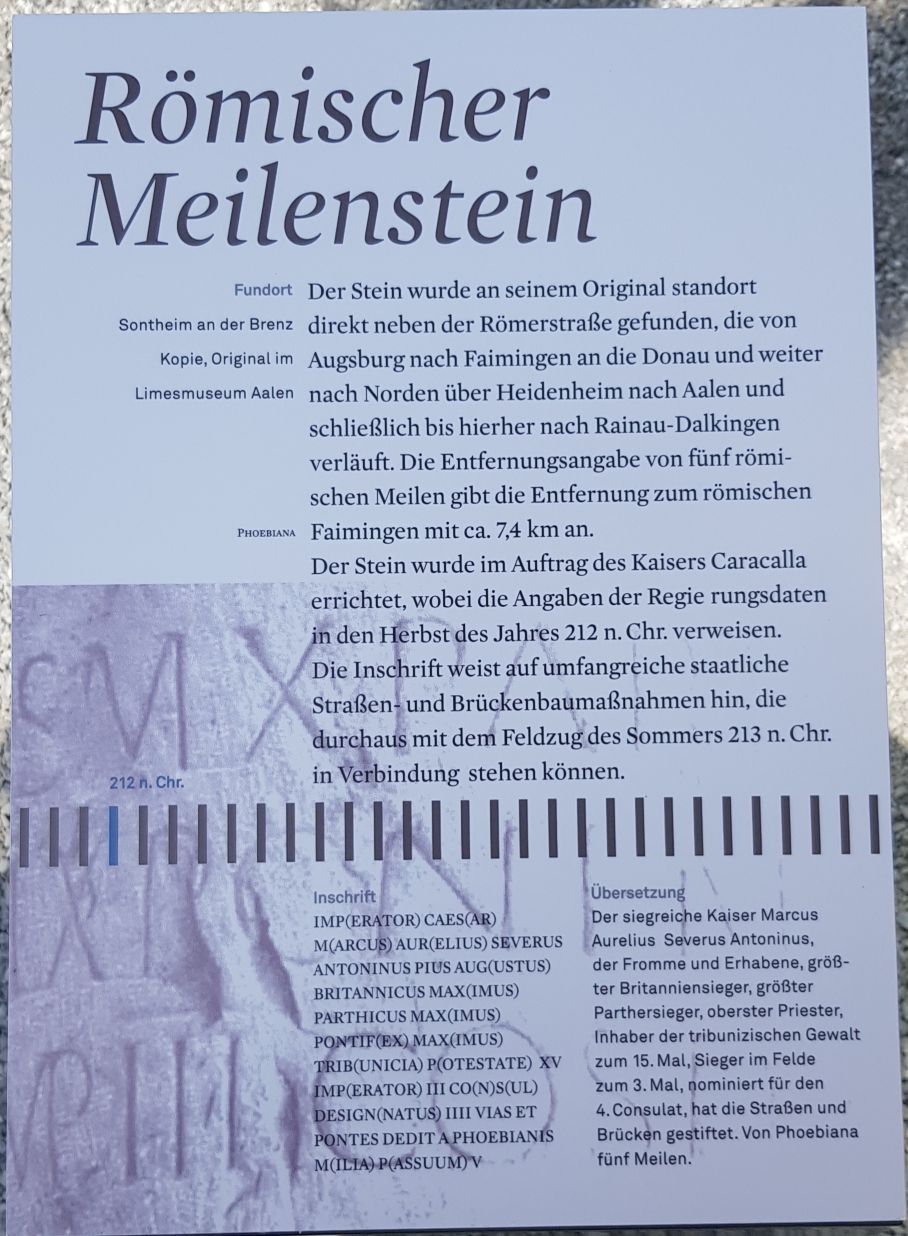 Römischer
Meilenstein
Fundort
Sontheim an der Brenz
Kopie, Original im
Limesmuseum Aalen
Der Stein wurde an seinem Original standort
direkt neben der Römerstraße gefunden, die von
Augsburg nach Faimingen an die Donau und weiter
nach Norden über Heidenheim nach Aalen und
schließlich bis hierher nach Rainau-Dalkingen
verläuft. Die Entfernungsangabe von fünf römi-
schen Meilen gibt die Entfernung zum römischen
PHOEBIANA
Faimingen mit ca. 7,4 km an.
Der Stein wurde im Auftrag des Kaisers Caracalla
errichtet, wobei die Angaben der Regie rungsdaten
in den Herbst des Jahres 212 n. Chr. verweisen.
Die Inschrift weist auf umfangreiche staatliche
Straßen- und Brückenbaumaßnahmen hin, die
durchaus mit dem Feldzug des Sommers 213 n. Chr.
in Verbindung stehen können.
212 n. Chr.
Inschrift
IMP(ERATOR) CAES(AR)
M(ARCUS) AUR(ELIUS) SEVERUS
ANTONINUS PIUS AUG(USTUS)
BRITANNICUS MAX(IMUS)
PARTHICUS MAX(IMUS)
PONTIF(EX) MAX(IMUS)
TRIB(UNICIA) P(OTESTATE) XV
IMP(ERATOR) III CO(N)S(UL)
DESIGN(NATUS) IIII VIAS ET
PONTES DEDIT A PHOEBIANIS
M(ILIA) P(ASSUUM) V
Übersetzung
Der siegreiche Kaiser Marcus
Aurelius Severus Antoninus,
der Fromme und Erhabene, größ-
ter Britanniensieger, größter
Parthersieger, oberster Priester,
Inhaber der tribunizischen Gewalt
zum 15. Mal, Sieger im Felde
zum 3. Mal, nominiert für den
4. Consulat, hat die Straßen und
Brücken gestiftet. Von Phoebiana
fünf Meilen.